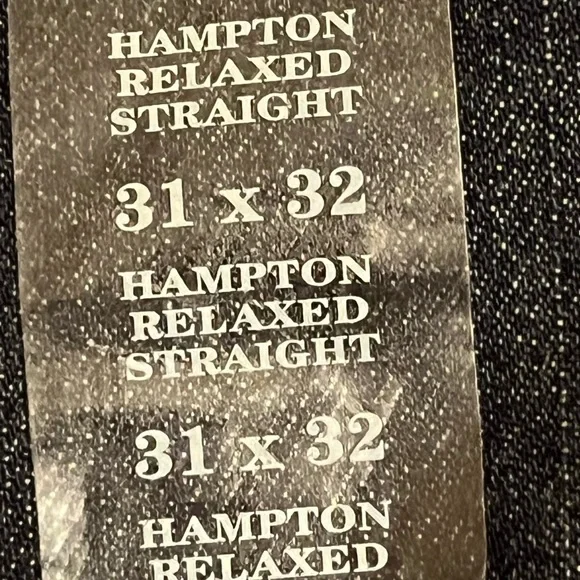 HAMPTON
RELAXED
STRAIGHT
31 x 32
HAMPTON
RELAXED
STRAIGHT
31 x 32
HAMPTON
RELAXED